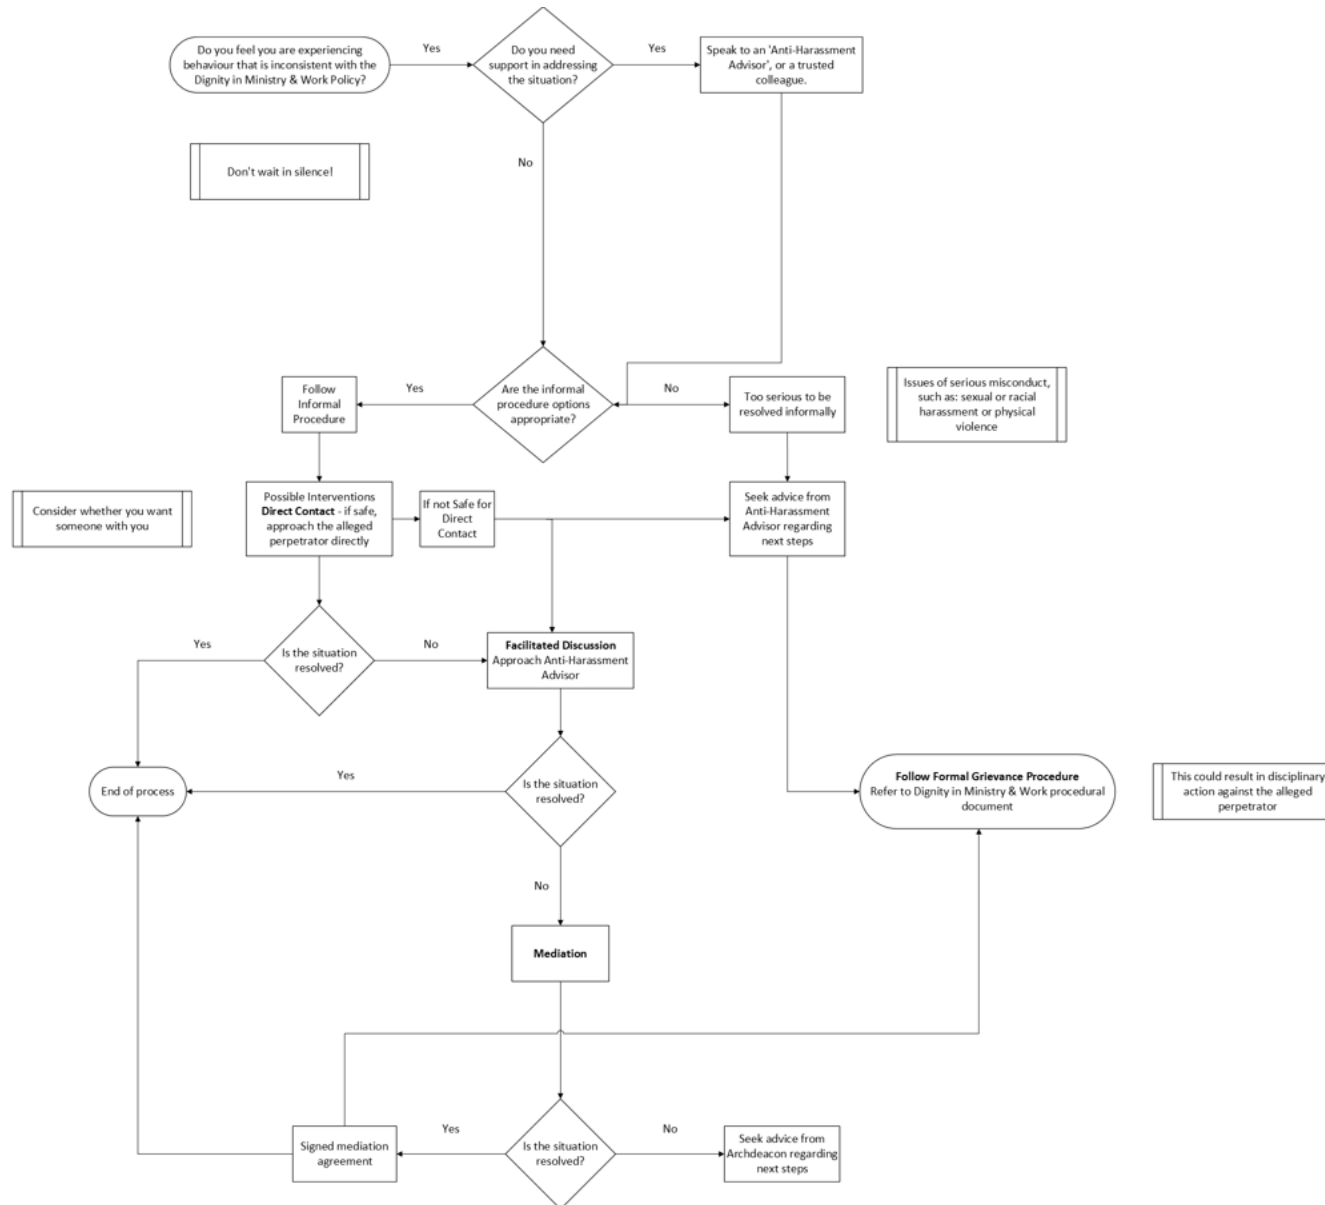 Do you feel you are experiencing
behaviour that is inconsistent with the
Dignity in Ministry & Work Policy?
Yes
Do you need
support in addressing
the situation?
Yes
Speak to an 'Anti-Harassment
Advisor', or a trusted
colleague.
Don't wait in silence!
No
Follow
Informal
Procedure
Yes
Are the informal
procedure options
appropriate?
No
Too serious to be
resolved informally
Issues of serious misconduct,
such as: sexual or racial
harassment or physical
violence
Consider whether you want
someone with you
Possible Interventions
Direct Contact - if safe,
approach the alleged
perpetrator directly
If not Safe for
Direct
Contact
Seek advice from
Anti-Harassment
Advisor regarding
next steps
Yes
Is the situation
resolved?
No
Facilitated Discussion
Approach Anti-Harassment
Advisor
End of process
Yes
Is the situation
resolved?
Follow Formal Grievance Procedure
Refer to Dignity in Ministry & Work procedural
document
This could result in disciplinary
action against the alleged
perpetrator
No
Mediation
Signed mediation
agreement
Yes
Is the situation
resolved?
No
Seek advice from
Archdeacon regarding
next steps